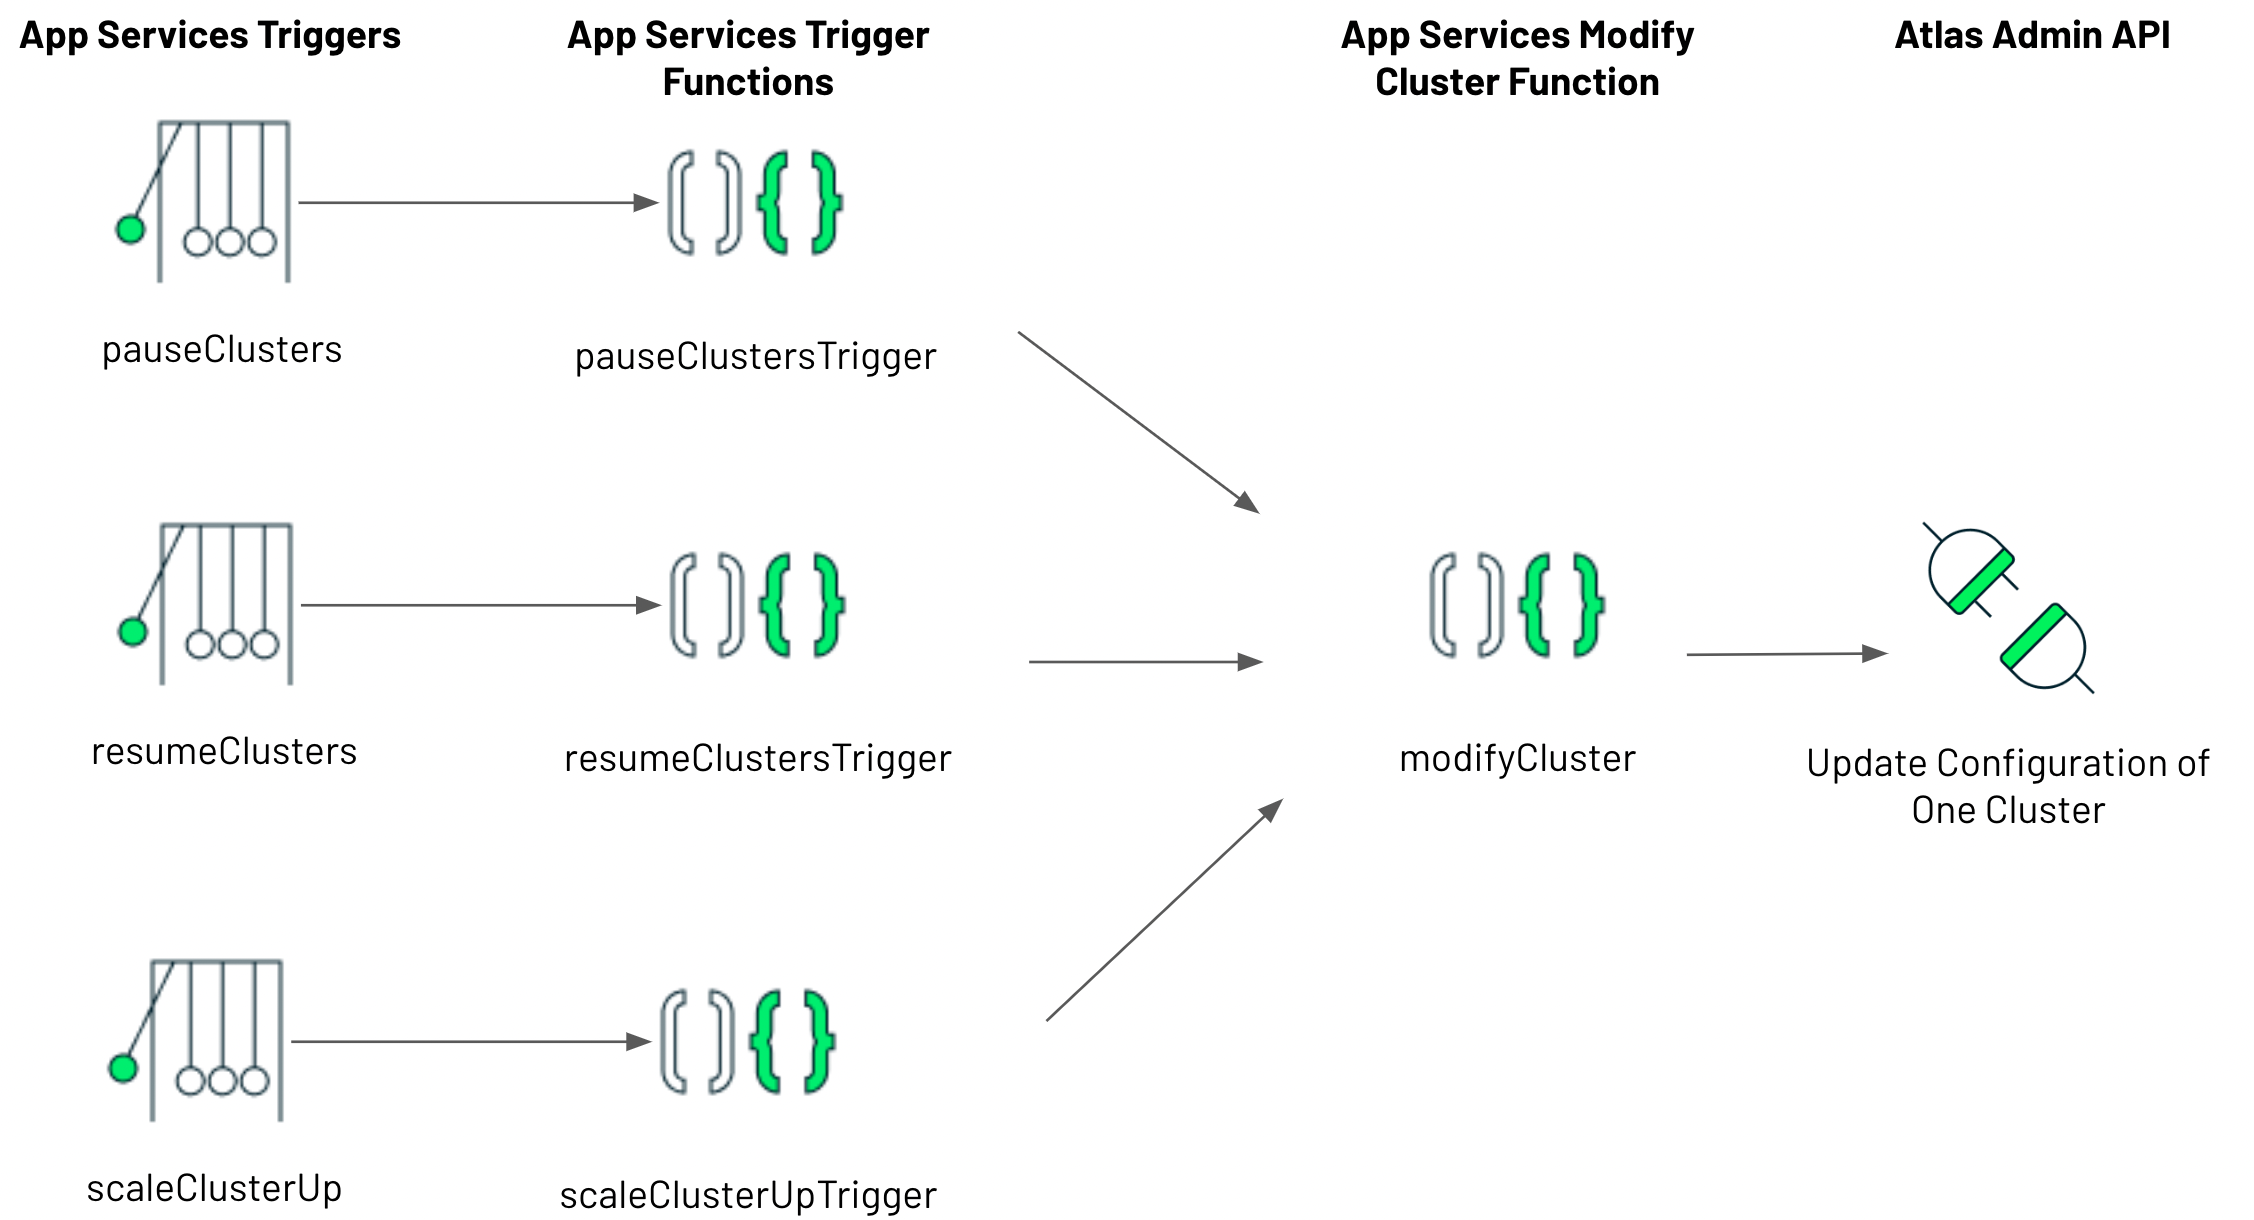 App Services Triggers
App Services Trigger
Functions
App Services Modify
Cluster Function
Atlas Admin API
pauseClusters
pauseClustersTrigger
resumeClusters
resumeClustersTrigger
modifyCluster
Update Configuration of
One Cluster
scaleClusterUp
scaleClusterUpTrigger